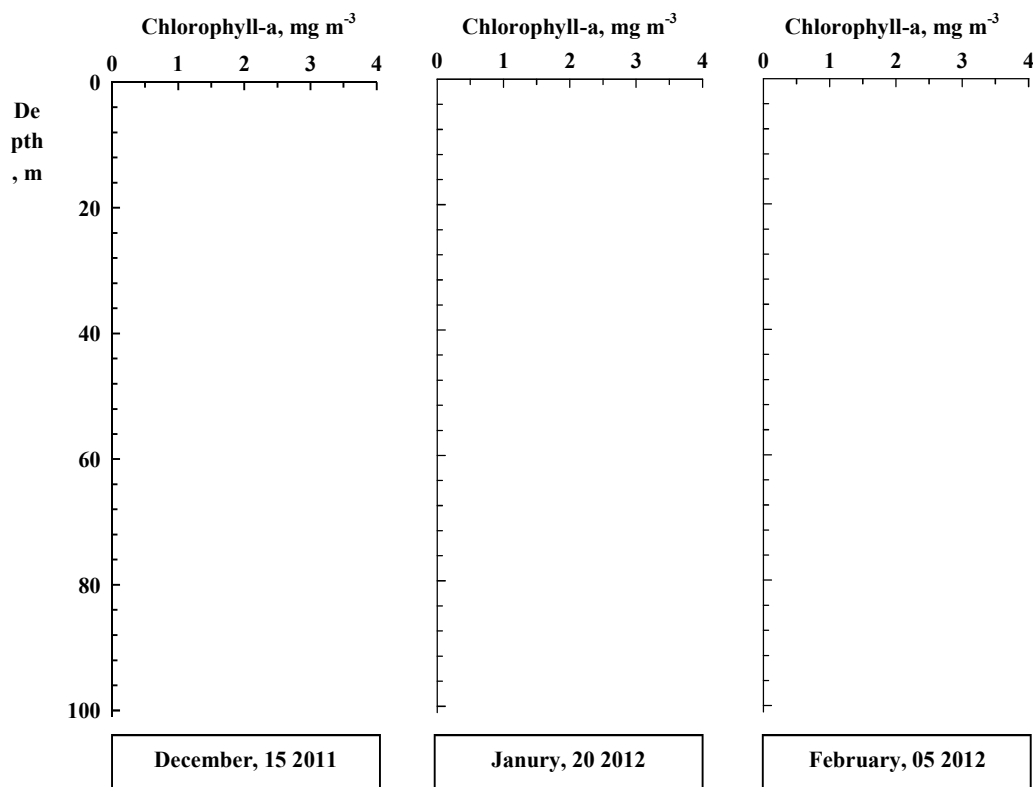 Chlorophyll-a, mg m-3
0 1 2 3 4
0
De
pth
, m
20
40
60
80
100
December, 15 2011
Chlorophyll-a, mg m-3
0 1 2 3 4
Janury, 20 2012
Chlorophyll-a, mg m-3
0 1 2 3 4
February, 05 2012